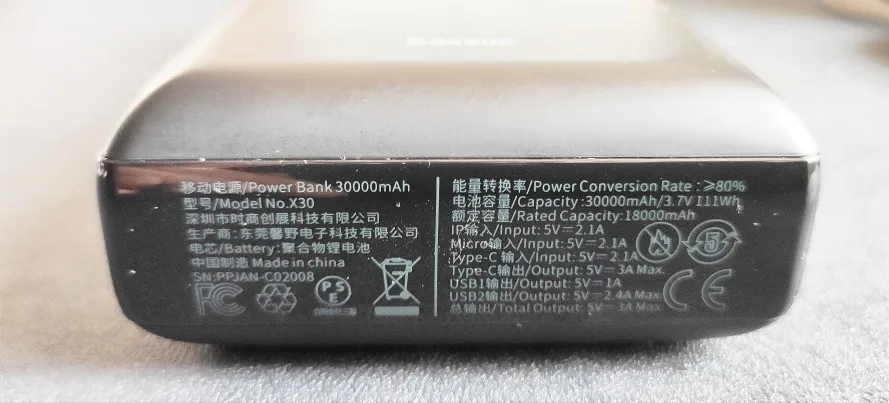 Baseus
移动电源/Power Bank 30000mAh
型号/Model No.X30
深圳市时商创展科技有限公司
生产商:东莞馨野电子科技有限公司
电芯/Battery:聚合物锂电池
中国制造 Made in china
SN:PPJAN-C02008
PC
PSE
能量转换率/Power Conversion Rate :≥80%
电池容量/Capacity :30000mAh/3.7V 111Wh
额定容量/Rated Capacity:18000mAh
IP输入/Input: 5V⎓2.1A
Micro输入/Input: 5V⎓2.1A
Type-C 输入/Input: 5V⎓2.1A
Type-C输出/Output: 5V⎓3A Max.
USB1输出/Output: 5V⎓1A
USB2输出/Output: 5V⎓2.4A Max.
总输出/Total Output: 5V⎓3A Max.
5
CE